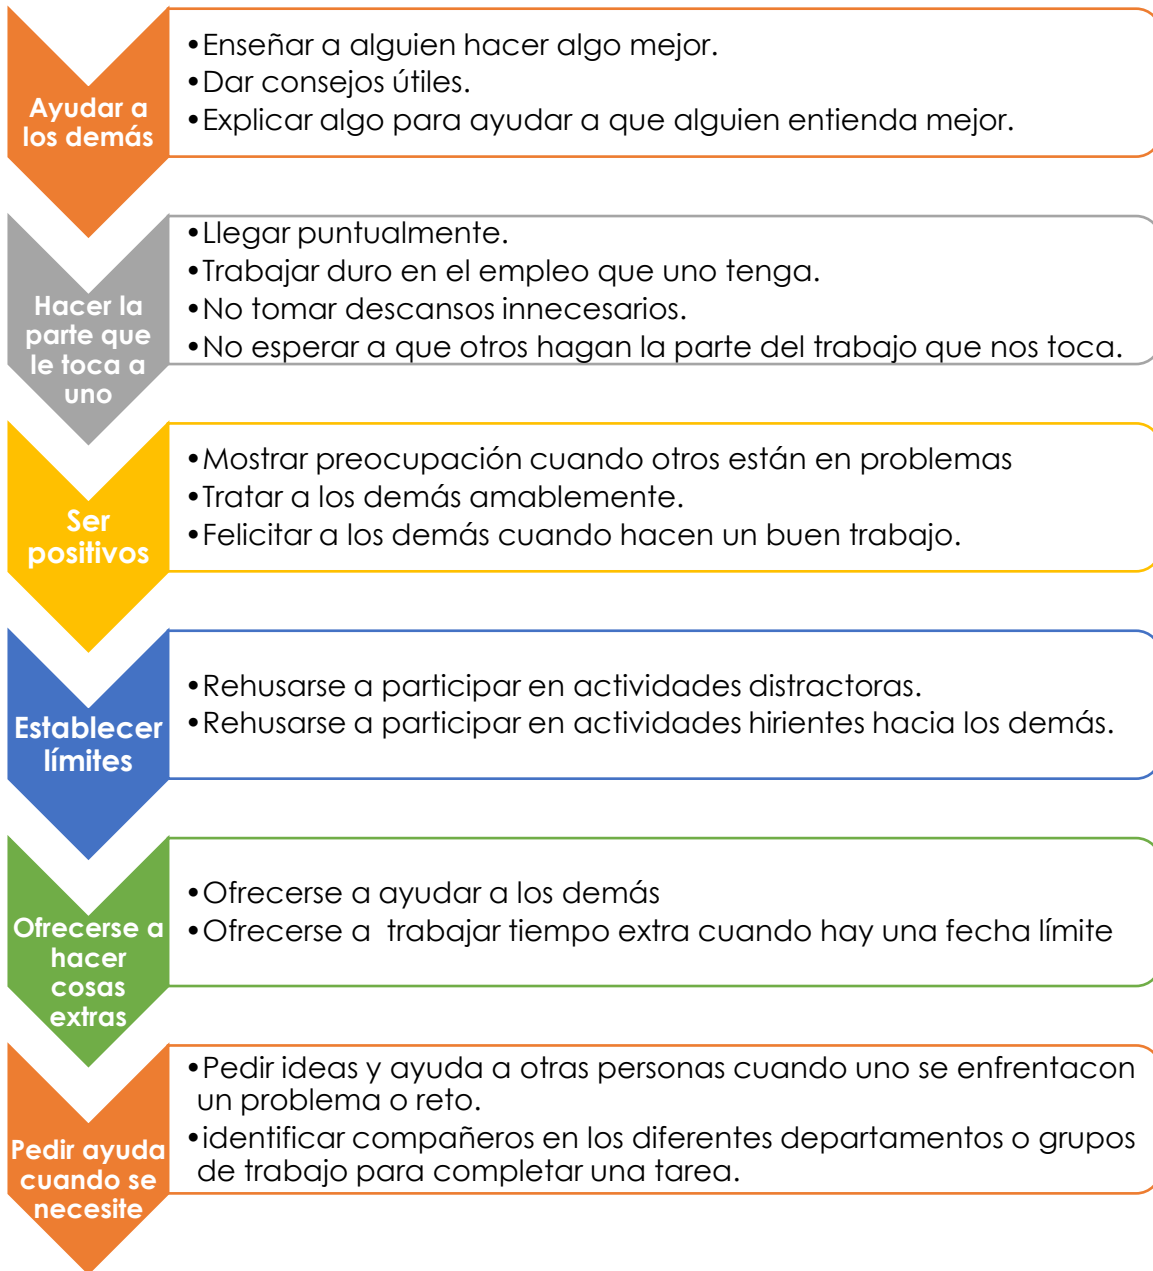 Ayudar a
los demás
•Enseñar a alguien hacer algo mejor.
•Dar consejos útiles.
•Explicar algo para ayudar a que alguien entienda mejor.
Hacer la
parte que
le toca a
uno
•Llegar puntualmente.
•Trabajar duro en el empleo que uno tenga.
•No tomar descansos innecesarios.
•No esperar a que otros hagan la parte del trabajo que nos toca.
Ser
positivos
•Mostrar preocupación cuando otros están en problemas
•Tratar a los demás amablemente.
•Felicitar a los demás cuando hacen un buen trabajo.
Establecer
límites
•Rehusarse a participar en actividades distractoras.
•Rehusarse a participar en actividades hirientes hacia los demás.
Ofrecerse a
hacer
cosas
extras
•Ofrecerse a ayudar a los demás
•Ofrecerse a  trabajar tiempo extra cuando hay una fecha límite
Pedir ayuda
cuando se
necesite
•Pedir ideas y ayuda a otras personas cuando uno se enfrentacon
un problema o reto.
•identificar compañeros en los diferentes departamentos o grupos
de trabajo para completar una tarea.